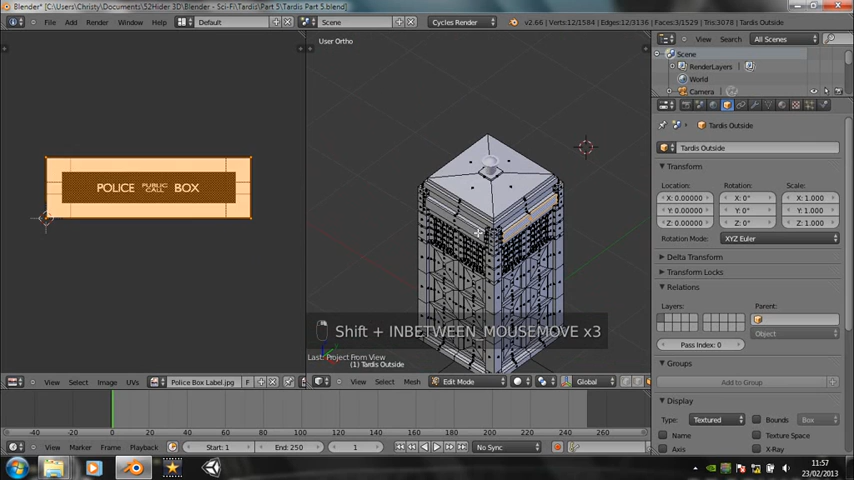 Blender* [C:\Users\Christy\Documents\52Hider 3D\Blender - Sci-Fi\Tardis\Part 5\Tardis Part 5.blend]
File Add Render Window Help Default Scene Cycles Render v2.66 | Verts:12/1584 | Edges:12/3136 | Faces:3/1529 | Tris:3078 | Tardis Outside
User Ortho
View Search All Scenes
Scene
RenderLayers
World
Camera
Tardis Outside
Tardis Outside
Transform
Location: Rotation: Scale:
X: 0.00000 X: 0° X: 1.000
Y: 0.00000 Y: 0° Y: 1.000
Z: 0.00000 Z: 0° Z: 1.000
Rotation Mode: XYZ Euler
Delta Transform
Transform Locks
Relations
Layers: Parent:
Object
Pass Index: 0
Groups
Add to Group
Display
Type: Textured Bounds Box
Name Texture Space
Axis X-Ray
POLICE PUBLIC CALL BOX
Shift + INBETWEEN_MOUSEMOVE x3
Last: Project From View
(1) Tardis Outside
View Select Image UVs Police Box Label.jpg F
View Select Mesh Edit Mode Global
-40 -20 0 20 40 60 80 100 120 140 160 180 200 220 240 260
View Marker Frame Playback Start: 1 End: 250 1 No Sync
11:57
23/02/2013